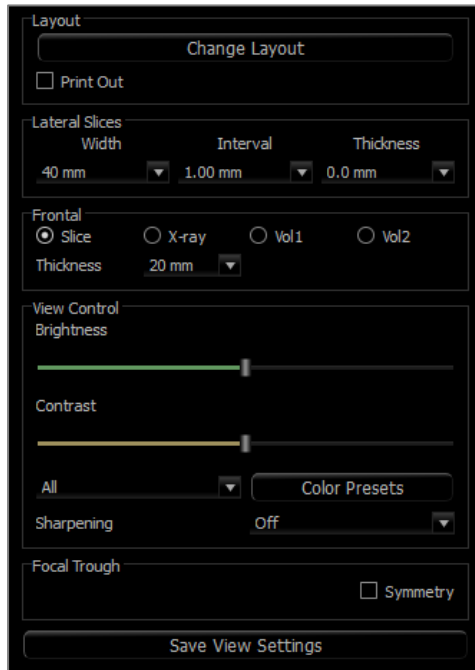 Layout
Change Layout
Print Out
Lateral Slices
Width Interval Thickness
40 mm 1.00 mm 0.0 mm
Frontal
Slice X-ray Vol1 Vol2
Thickness 20 mm
View Control
Brightness
Contrast
All Color Presets
Sharpening Off
Focal Trough
Symmetry
Save View Settings